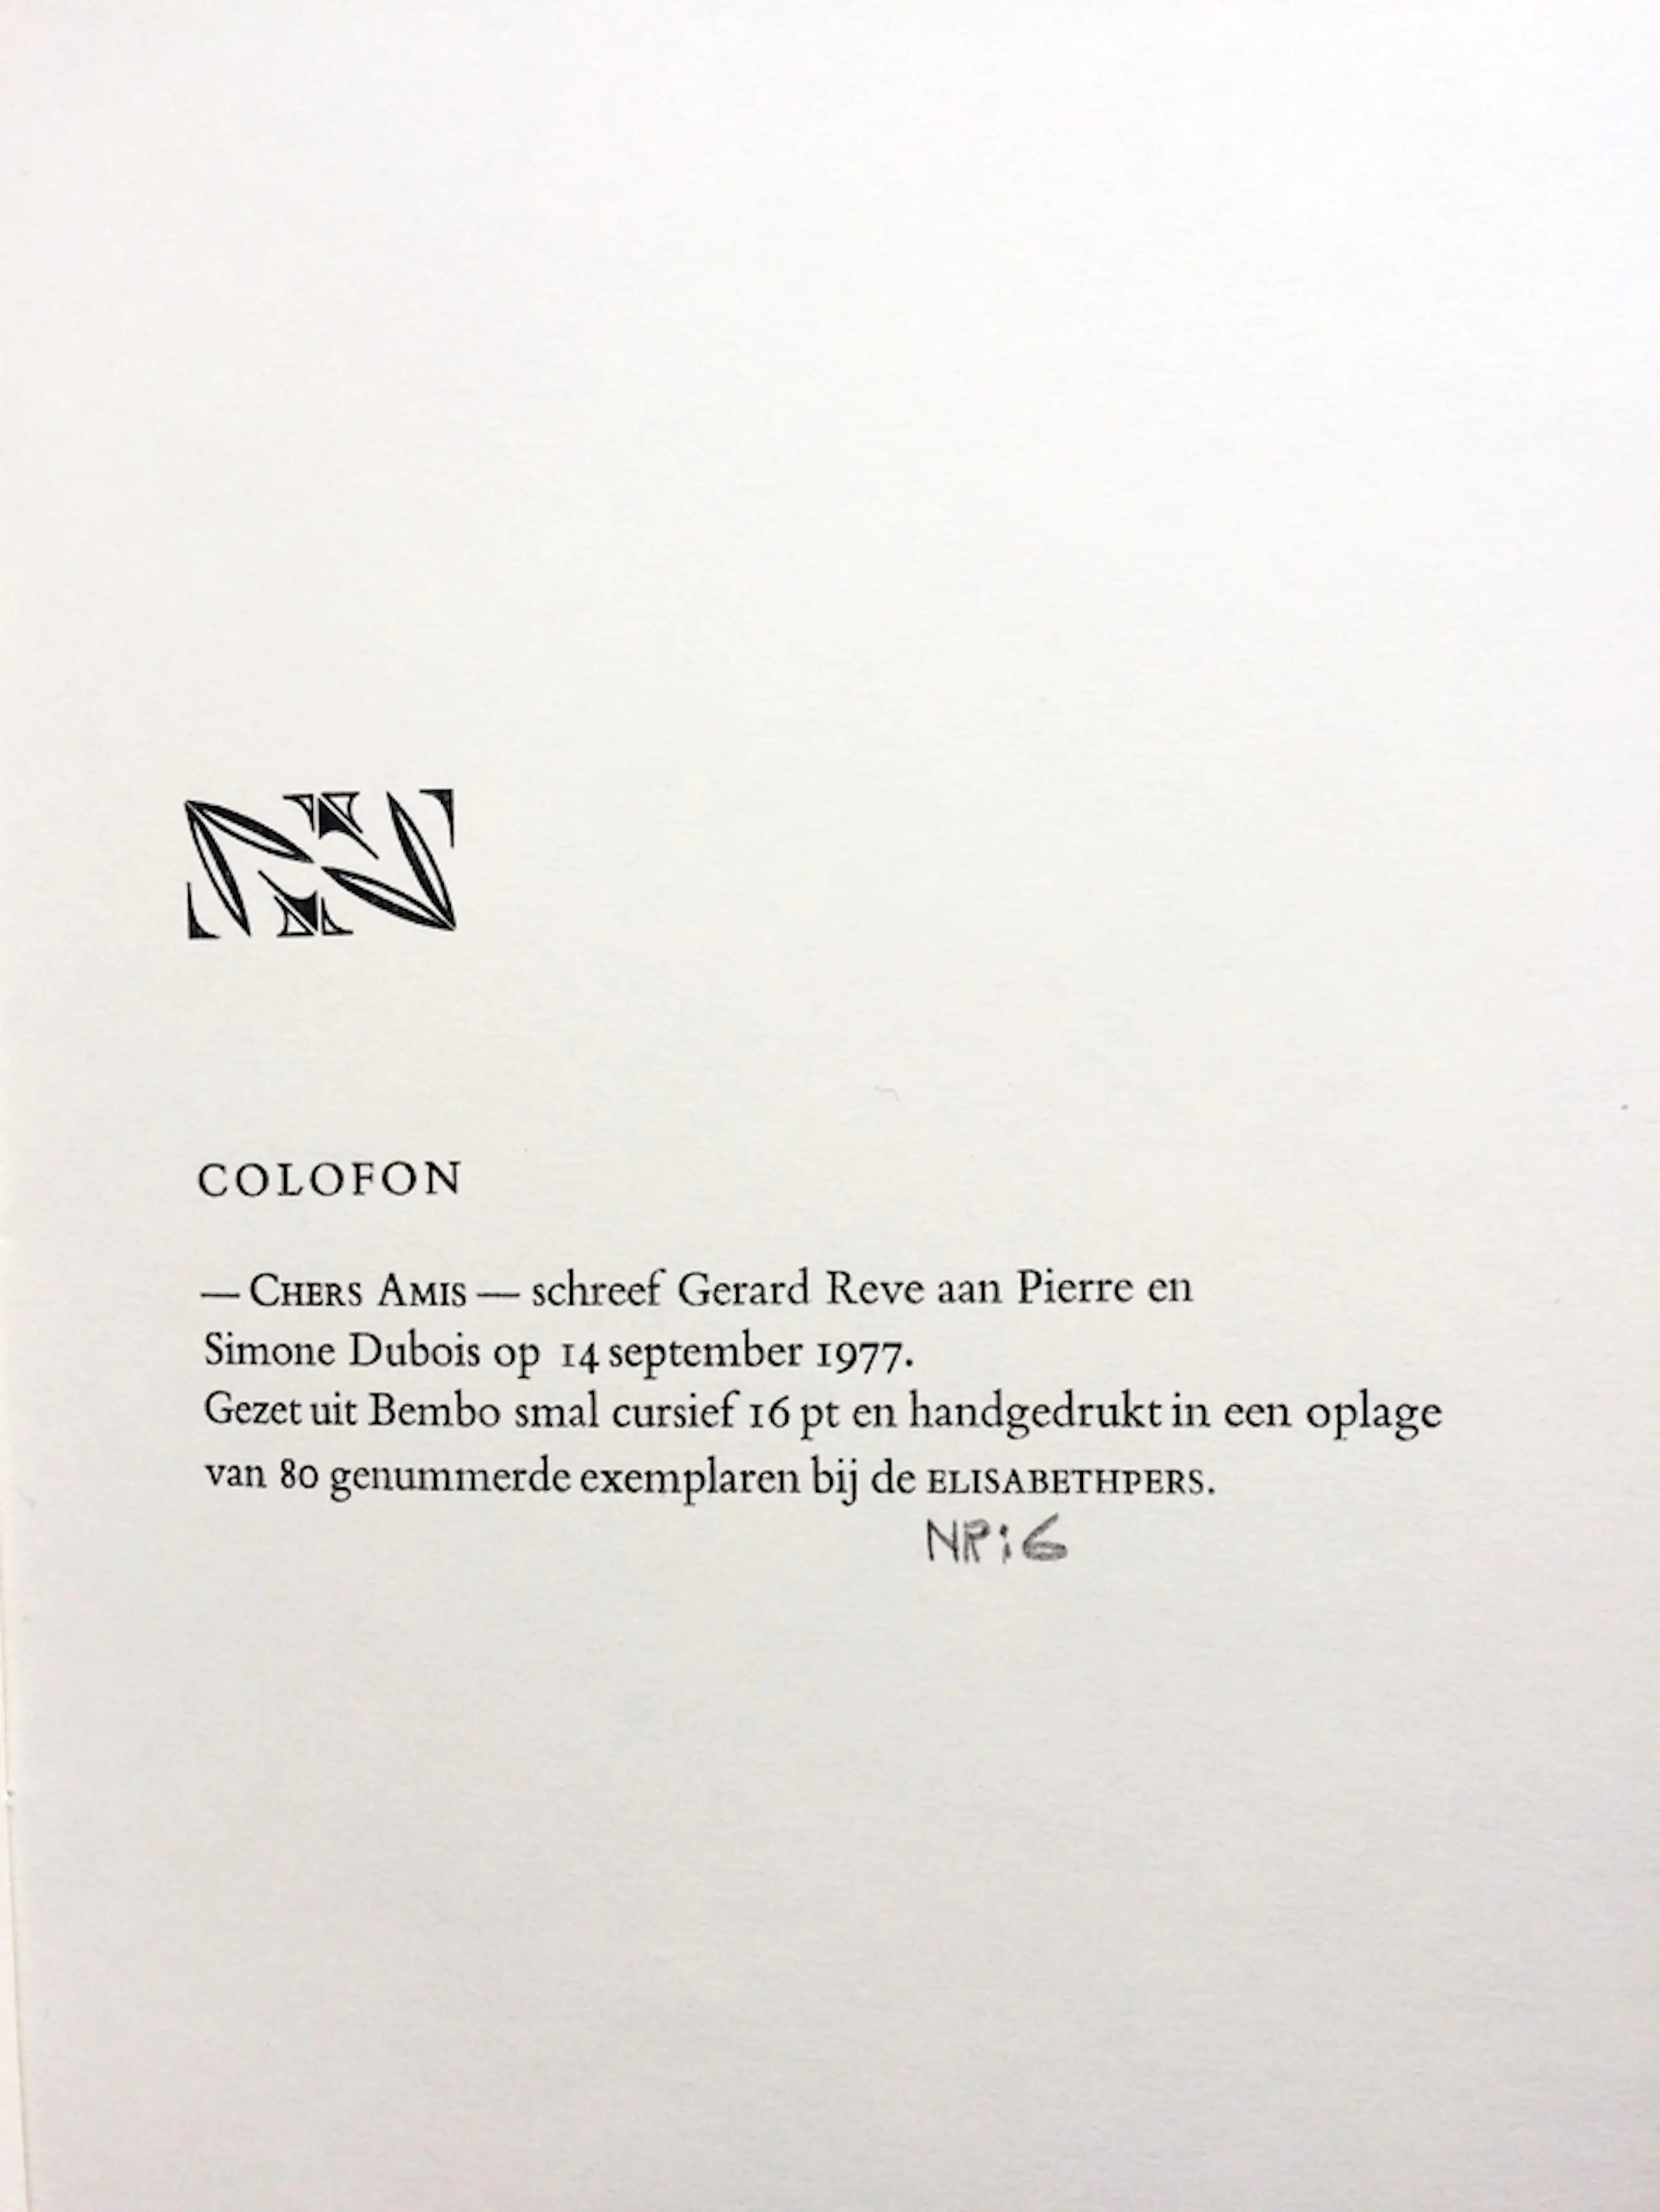 COLOFON
— CHERS AMIS — schreef Gerard Reve aan Pierre en
Simone Dubois op 14 september 1977.
Gezet uit Bembo smal cursief 16 pt en handgedrukt in een oplage
van 80 genummerde exemplaren bij de ELISABETHPERS.
NR: 6